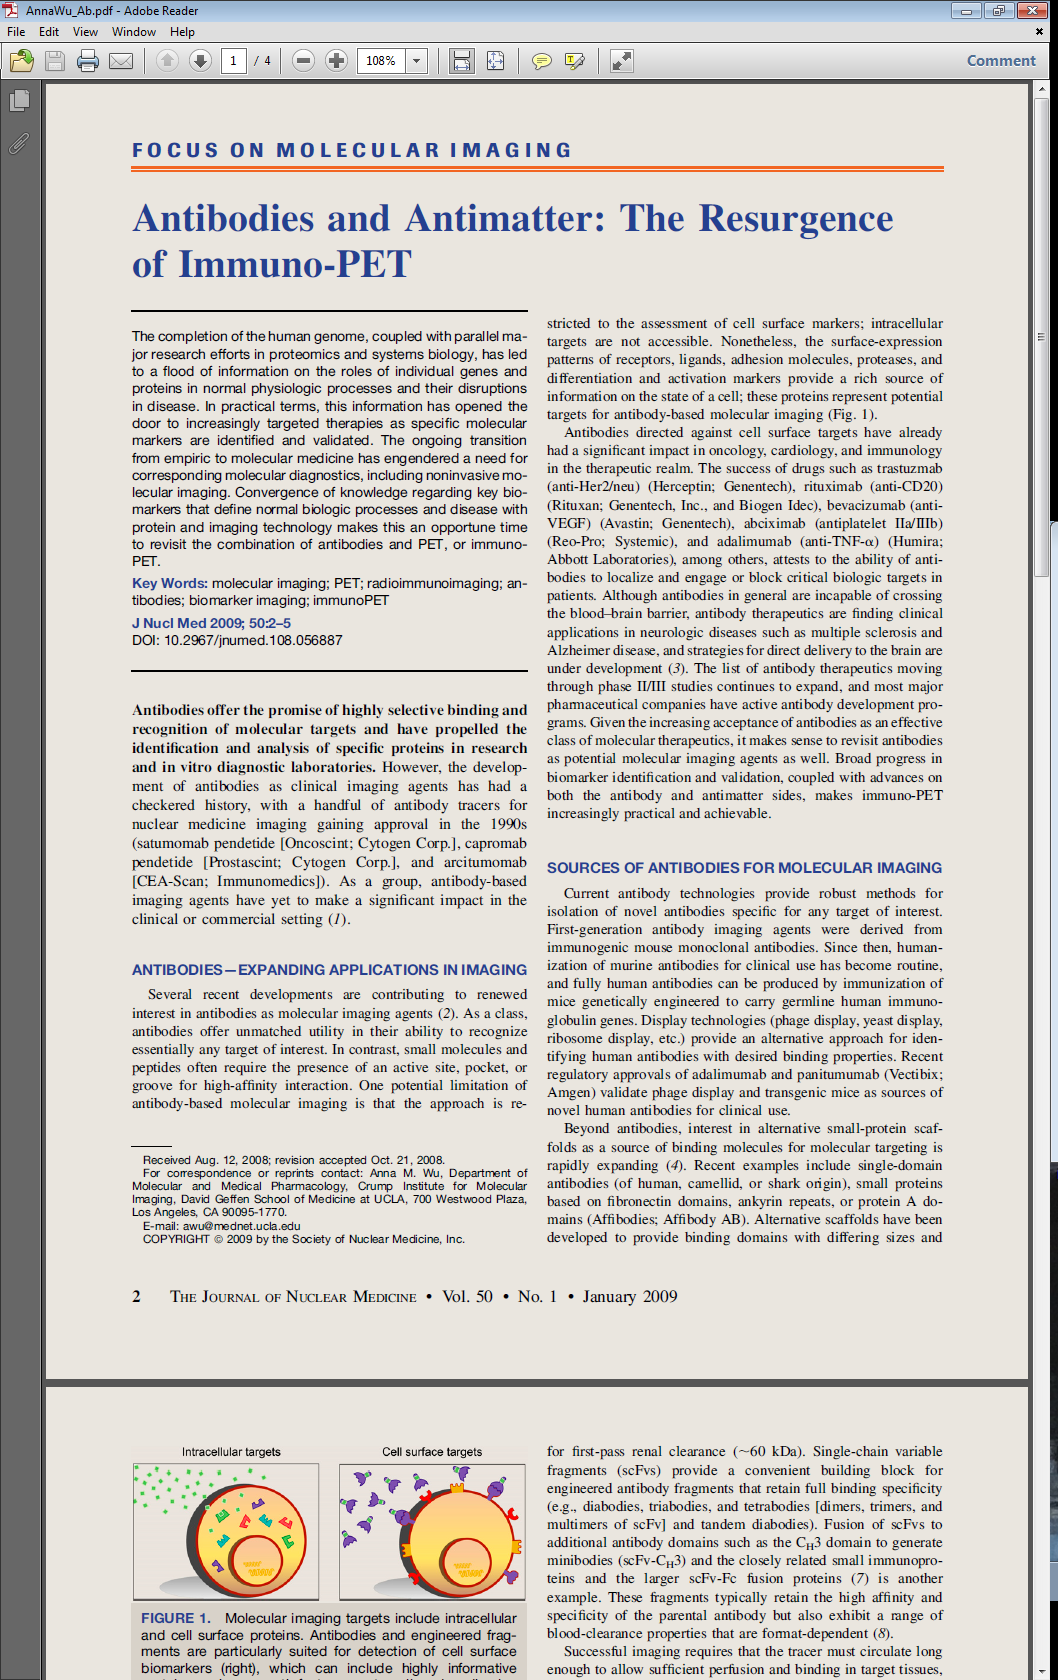 AnnaWu_Ab.pdf - Adobe Reader
File Edit View Window Help
1 / 4 108% Comment
FOCUS ON MOLECULAR IMAGING
Antibodies and Antimatter: The Resurgence
of Immuno-PET
The completion of the human genome, coupled with parallel ma-
jor research efforts in proteomics and systems biology, has led
to a flood of information on the roles of individual genes and
proteins in normal physiologic processes and their disruptions
in disease. In practical terms, this information has opened the
door to increasingly targeted therapies as specific molecular
markers are identified and validated. The ongoing transition
from empiric to molecular medicine has engendered a need for
corresponding molecular diagnostics, including noninvasive mo-
lecular imaging. Convergence of knowledge regarding key bio-
markers that define normal biologic processes and disease with
protein and imaging technology makes this an opportune time
to revisit the combination of antibodies and PET, or immuno-
PET.
Key Words: molecular imaging; PET; radioimmunoimaging; an-
tibodies; biomarker imaging; immunoPET
J Nucl Med 2009; 50:2–5
DOI: 10.2967/jnumed.108.056887
Antibodies offer the promise of highly selective binding and
recognition of molecular targets and have propelled the
identification and analysis of specific proteins in research
and in vitro diagnostic laboratories. However, the develop-
ment of antibodies as clinical imaging agents has had a
checkered history, with a handful of antibody tracers for
nuclear medicine imaging gaining approval in the 1990s
(satumomab pendetide [Oncoscint; Cytogen Corp.], capromab
pendetide [Prostascint; Cytogen Corp.], and arcitumomab
[CEA-Scan; Immunomedics]). As a group, antibody-based
imaging agents have yet to make a significant impact in the
clinical or commercial setting (1).
ANTIBODIES—EXPANDING APPLICATIONS IN IMAGING
Several recent developments are contributing to renewed
interest in antibodies as molecular imaging agents (2). As a class,
antibodies offer unmatched utility in their ability to recognize
essentially any target of interest. In contrast, small molecules and
peptides often require the presence of an active site, pocket, or
groove for high-affinity interaction. One potential limitation of
antibody-based molecular imaging is that the approach is re-
Received Aug. 12, 2008; revision accepted Oct. 21, 2008.
For correspondence or reprints contact: Anna M. Wu, Department of
Molecular and Medical Pharmacology, Crump Institute for Molecular
Imaging, David Geffen School of Medicine at UCLA, 700 Westwood Plaza,
Los Angeles, CA 90095-1770.
E-mail: awu@mednet.ucla.edu
COPYRIGHT © 2009 by the Society of Nuclear Medicine, Inc.
stricted to the assessment of cell surface markers; intracellular
targets are not accessible. Nonetheless, the surface-expression
patterns of receptors, ligands, adhesion molecules, proteases, and
differentiation and activation markers provide a rich source of
information on the state of a cell; these proteins represent potential
targets for antibody-based molecular imaging (Fig. 1).
Antibodies directed against cell surface targets have already
had a significant impact in oncology, cardiology, and immunology
in the therapeutic realm. The success of drugs such as trastuzmab
(anti-Her2/neu) (Herceptin; Genentech), rituximab (anti-CD20)
(Rituxan; Genentech, Inc., and Biogen Idec), bevacizumab (anti-
VEGF) (Avastin; Genentech), abciximab (antiplatelet IIa/IIIb)
(Reo-Pro; Systemic), and adalimumab (anti-TNF-α) (Humira;
Abbott Laboratories), among others, attests to the ability of anti-
bodies to localize and engage or block critical biologic targets in
patients. Although antibodies in general are incapable of crossing
the blood–brain barrier, antibody therapeutics are finding clinical
applications in neurologic diseases such as multiple sclerosis and
Alzheimer disease, and strategies for direct delivery to the brain are
under development (3). The list of antibody therapeutics moving
through phase II/III studies continues to expand, and most major
pharmaceutical companies have active antibody development pro-
grams. Given the increasing acceptance of antibodies as an effective
class of molecular therapeutics, it makes sense to revisit antibodies
as potential molecular imaging agents as well. Broad progress in
biomarker identification and validation, coupled with advances on
both the antibody and antimatter sides, makes immuno-PET
increasingly practical and achievable.
SOURCES OF ANTIBODIES FOR MOLECULAR IMAGING
Current antibody technologies provide robust methods for
isolation of novel antibodies specific for any target of interest.
First-generation antibody imaging agents were derived from
immunogenic mouse monoclonal antibodies. Since then, human-
ization of murine antibodies for clinical use has become routine,
and fully human antibodies can be produced by immunization of
mice genetically engineered to carry germline human immuno-
globulin genes. Display technologies (phage display, yeast display,
ribosome display, etc.) provide an alternative approach for iden-
tifying human antibodies with desired binding properties. Recent
regulatory approvals of adalimumab and panitumumab (Vectibix;
Amgen) validate phage display and transgenic mice as sources of
novel human antibodies for clinical use.
Beyond antibodies, interest in alternative small-protein scaf-
folds as a source of binding molecules for molecular targeting is
rapidly expanding (4). Recent examples include single-domain
antibodies (of human, camellid, or shark origin), small proteins
based on fibronectin domains, ankyrin repeats, or protein A do-
mains (Affibodies; Affibody AB). Alternative scaffolds have been
developed to provide binding domains with differing sizes and
2 THE JOURNAL OF NUCLEAR MEDICINE • Vol. 50 • No. 1 • January 2009
Intracellular targets Cell surface targets
FIGURE 1. Molecular imaging targets include intracellular
and cell surface proteins. Antibodies and engineered frag-
ments are particularly suited for detection of cell surface
biomarkers (right), which can include highly informative
for first-pass renal clearance (~60 kDa). Single-chain variable
fragments (scFvs) provide a convenient building block for
engineered antibody fragments that retain full binding specificity
(e.g., diabodies, triabodies, and tetrabodies [dimers, trimers, and
multimers of scFv] and tandem diabodies). Fusion of scFvs to
additional antibody domains such as the CH3 domain to generate
minibodies (scFv-CH3) and the closely related small immunopro-
teins and the larger scFv-Fc fusion proteins (7) is another
example. These fragments typically retain the high affinity and
specificity of the parental antibody but also exhibit a range of
blood-clearance properties that are format-dependent (8).
Successful imaging requires that the tracer must circulate long
enough to allow sufficient perfusion and binding in target tissues,